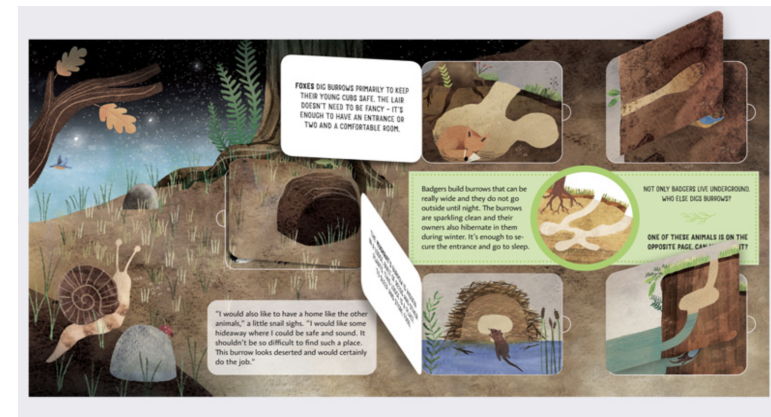 FOXES DIG BURROWS PRIMARILY TO KEEP
THEIR YOUNG CUBS SAFE. THE LAIR
DOESN'T NEED TO BE FANCY – IT'S
ENOUGH TO HAVE AN ENTRANCE OR
TWO AND A COMFORTABLE ROOM.
Badgers build burrows that can be
really wide and they do not go
outside until night. The burrows
are sparkling clean and their
owners also hibernate in them
during winter. It's enough to se-
cure the entrance and go to sleep.
NOT ONLY BADGERS LIVE UNDERGROUND.
WHO ELSE DIGS BURROWS?
ONE OF THESE ANIMALS IS ON THE
OPPOSITE PAGE. CAN IT?
"I would also like to have a home like the other
animals," a little snail sighs. "I would like some
hideaway where I could be safe and sound. It
shouldn't be so difficult to find such a place.
This burrow looks deserted and would certainly
do the job."